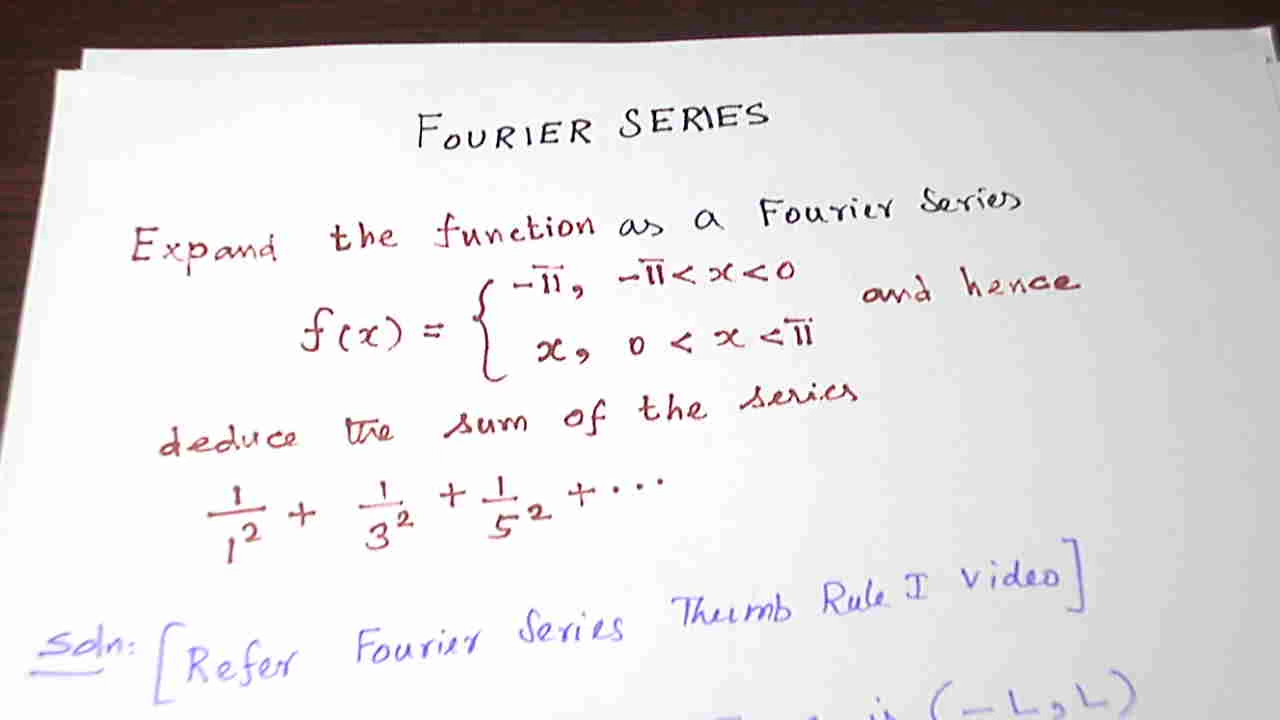 FOURIER SERIES
Expand the function as a Fourier Series
f(x) = { -π, -π < x < 0
x, 0 < x < π and hence
deduce the sum of the series
1/1² + 1/3² + 1/5² + ...
Soln: [Refer Fourier Series Thumb Rule I Video]
(-L, L)